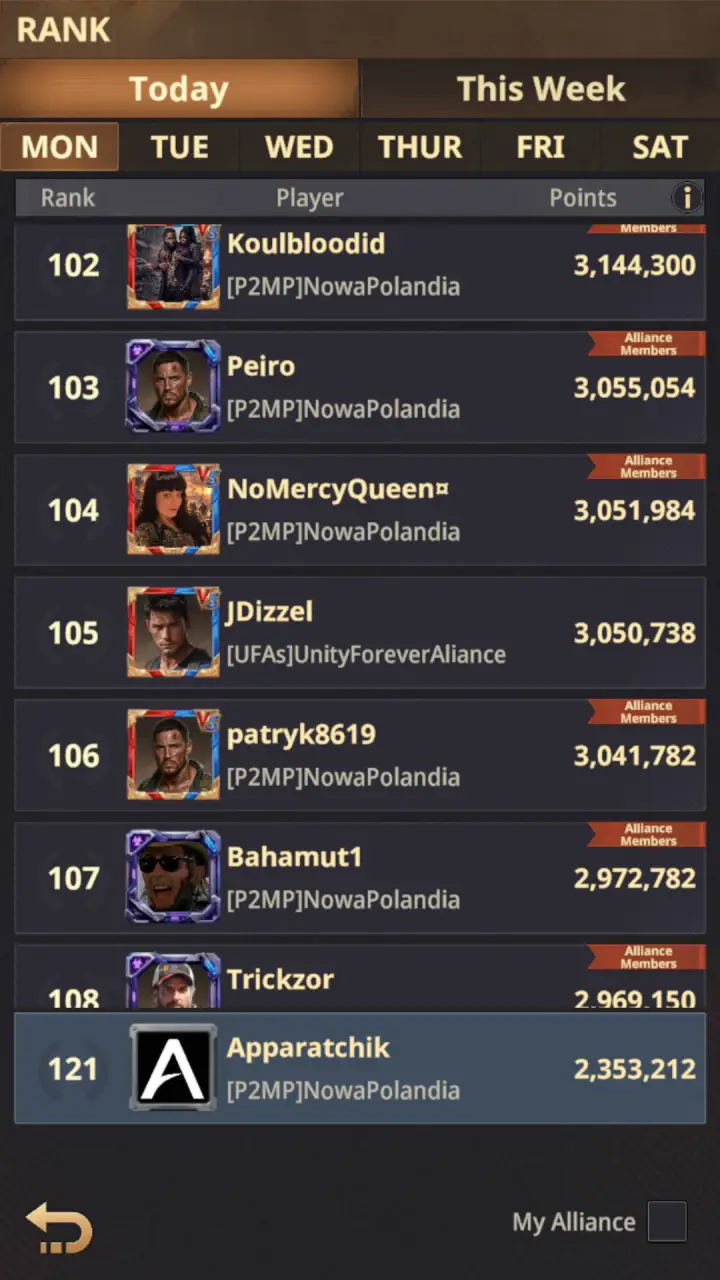 RANK
Today This Week
MON TUE WED THUR FRI SAT
Rank Player Points i
Members
102 Koulbloodid 3,144,300
[P2MP]NowaPolandia
Alliance
Members
103 Peiro 3,055,054
[P2MP]NowaPolandia
Alliance
Members
104 NoMercyQueen¤ 3,051,984
[P2MP]NowaPolandia
105 JDizzel 3,050,738
[UFAs]UnityForeverAliance
Alliance
Members
106 patryk8619 3,041,782
[P2MP]NowaPolandia
Alliance
Members
107 Bahamut1 2,972,782
[P2MP]NowaPolandia
Alliance
Members
108 Trickzor 2,969,150
121 Apparatchik 2,353,212
[P2MP]NowaPolandia
My Alliance